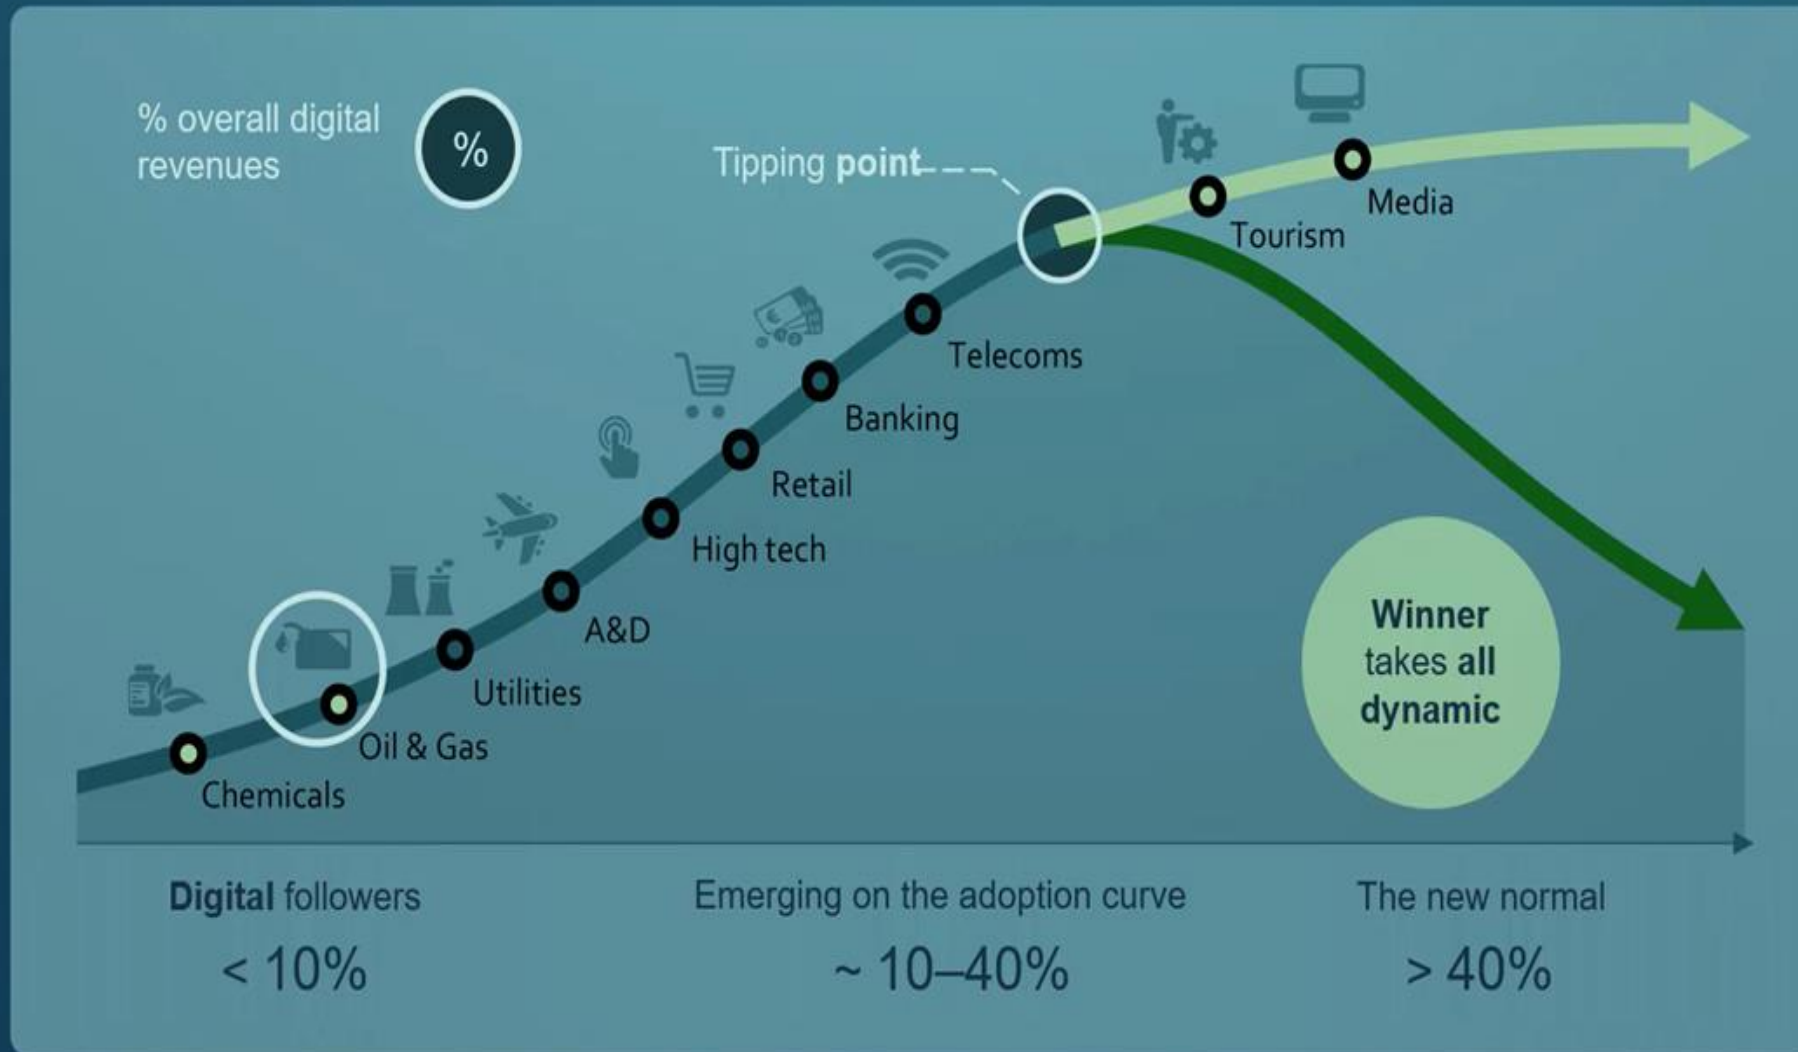 % overall digital
revenues
%
Tipping point
Media
Tourism
Telecoms
Banking
Retail
High tech
A&D
Utilities
Oil & Gas
Chemicals
Winner
takes all
dynamic
Digital followers
< 10%
Emerging on the adoption curve
~ 10–40%
The new normal
> 40%